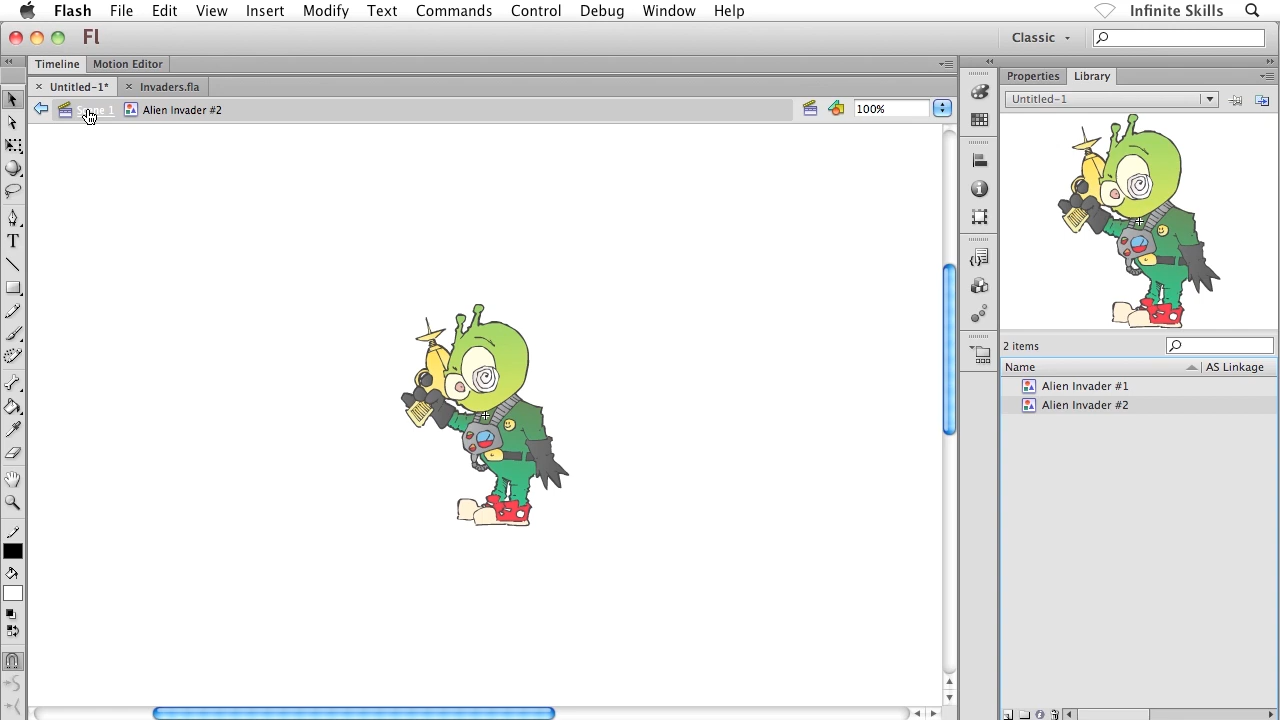 Flash File Edit View Insert Modify Text Commands Control Debug Window Help Infinite Skills
Fl Classic
Timeline Motion Editor
Properties Library
× Untitled-1* × Invaders.fla
Untitled-1
Scene 1 Alien Invader #2 100%
2 items
Name AS Linkage
Alien Invader #1
Alien Invader #2